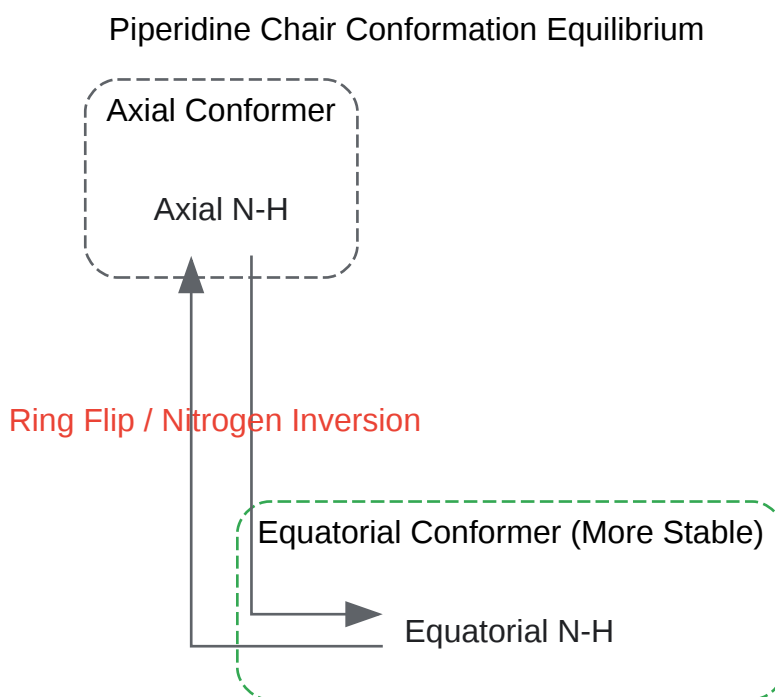 Piperidine Chair Conformation Equilibrium
Axial Conformer
Axial N-H
Ring Flip / Nitrogen Inversion
Equatorial Conformer (More Stable)
Equatorial N-H